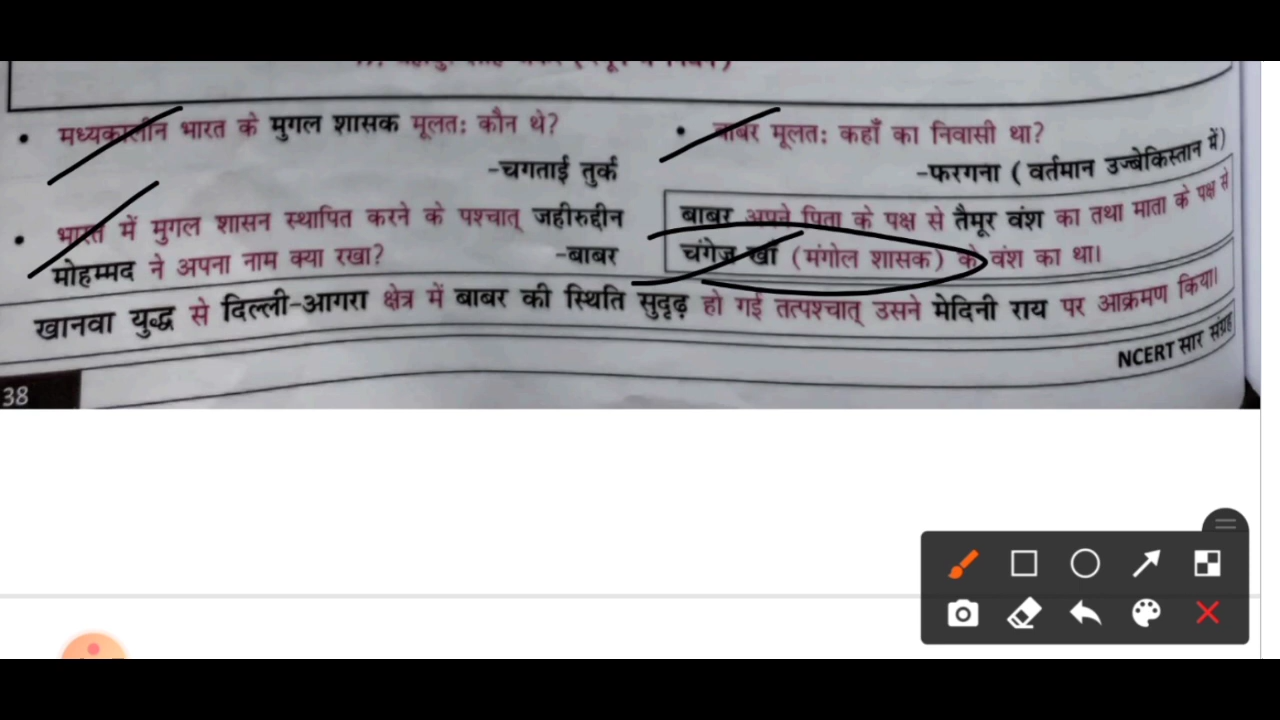 • मध्यकालीन भारत के मुगल शासक मूलतः कौन थे?
-चगताई तुर्क
• भारत में मुगल शासन स्थापित करने के पश्चात् जहीरुद्दीन
मोहम्मद ने अपना नाम क्या रखा? -बाबर
• बाबर मूलतः कहाँ का निवासी था?
-फरगना ( वर्तमान उज्बेकिस्तान में)
बाबर अपने पिता के पक्ष से तैमूर वंश का तथा माता के पक्ष से
चंगेज खाँ (मंगोल शासक) के वंश का था।
खानवा युद्ध से दिल्ली-आगरा क्षेत्र में बाबर की स्थिति सुदृढ़ हो गई तत्पश्चात् उसने मेदिनी राय पर आक्रमण किया।
NCERT सार संग्रह
38